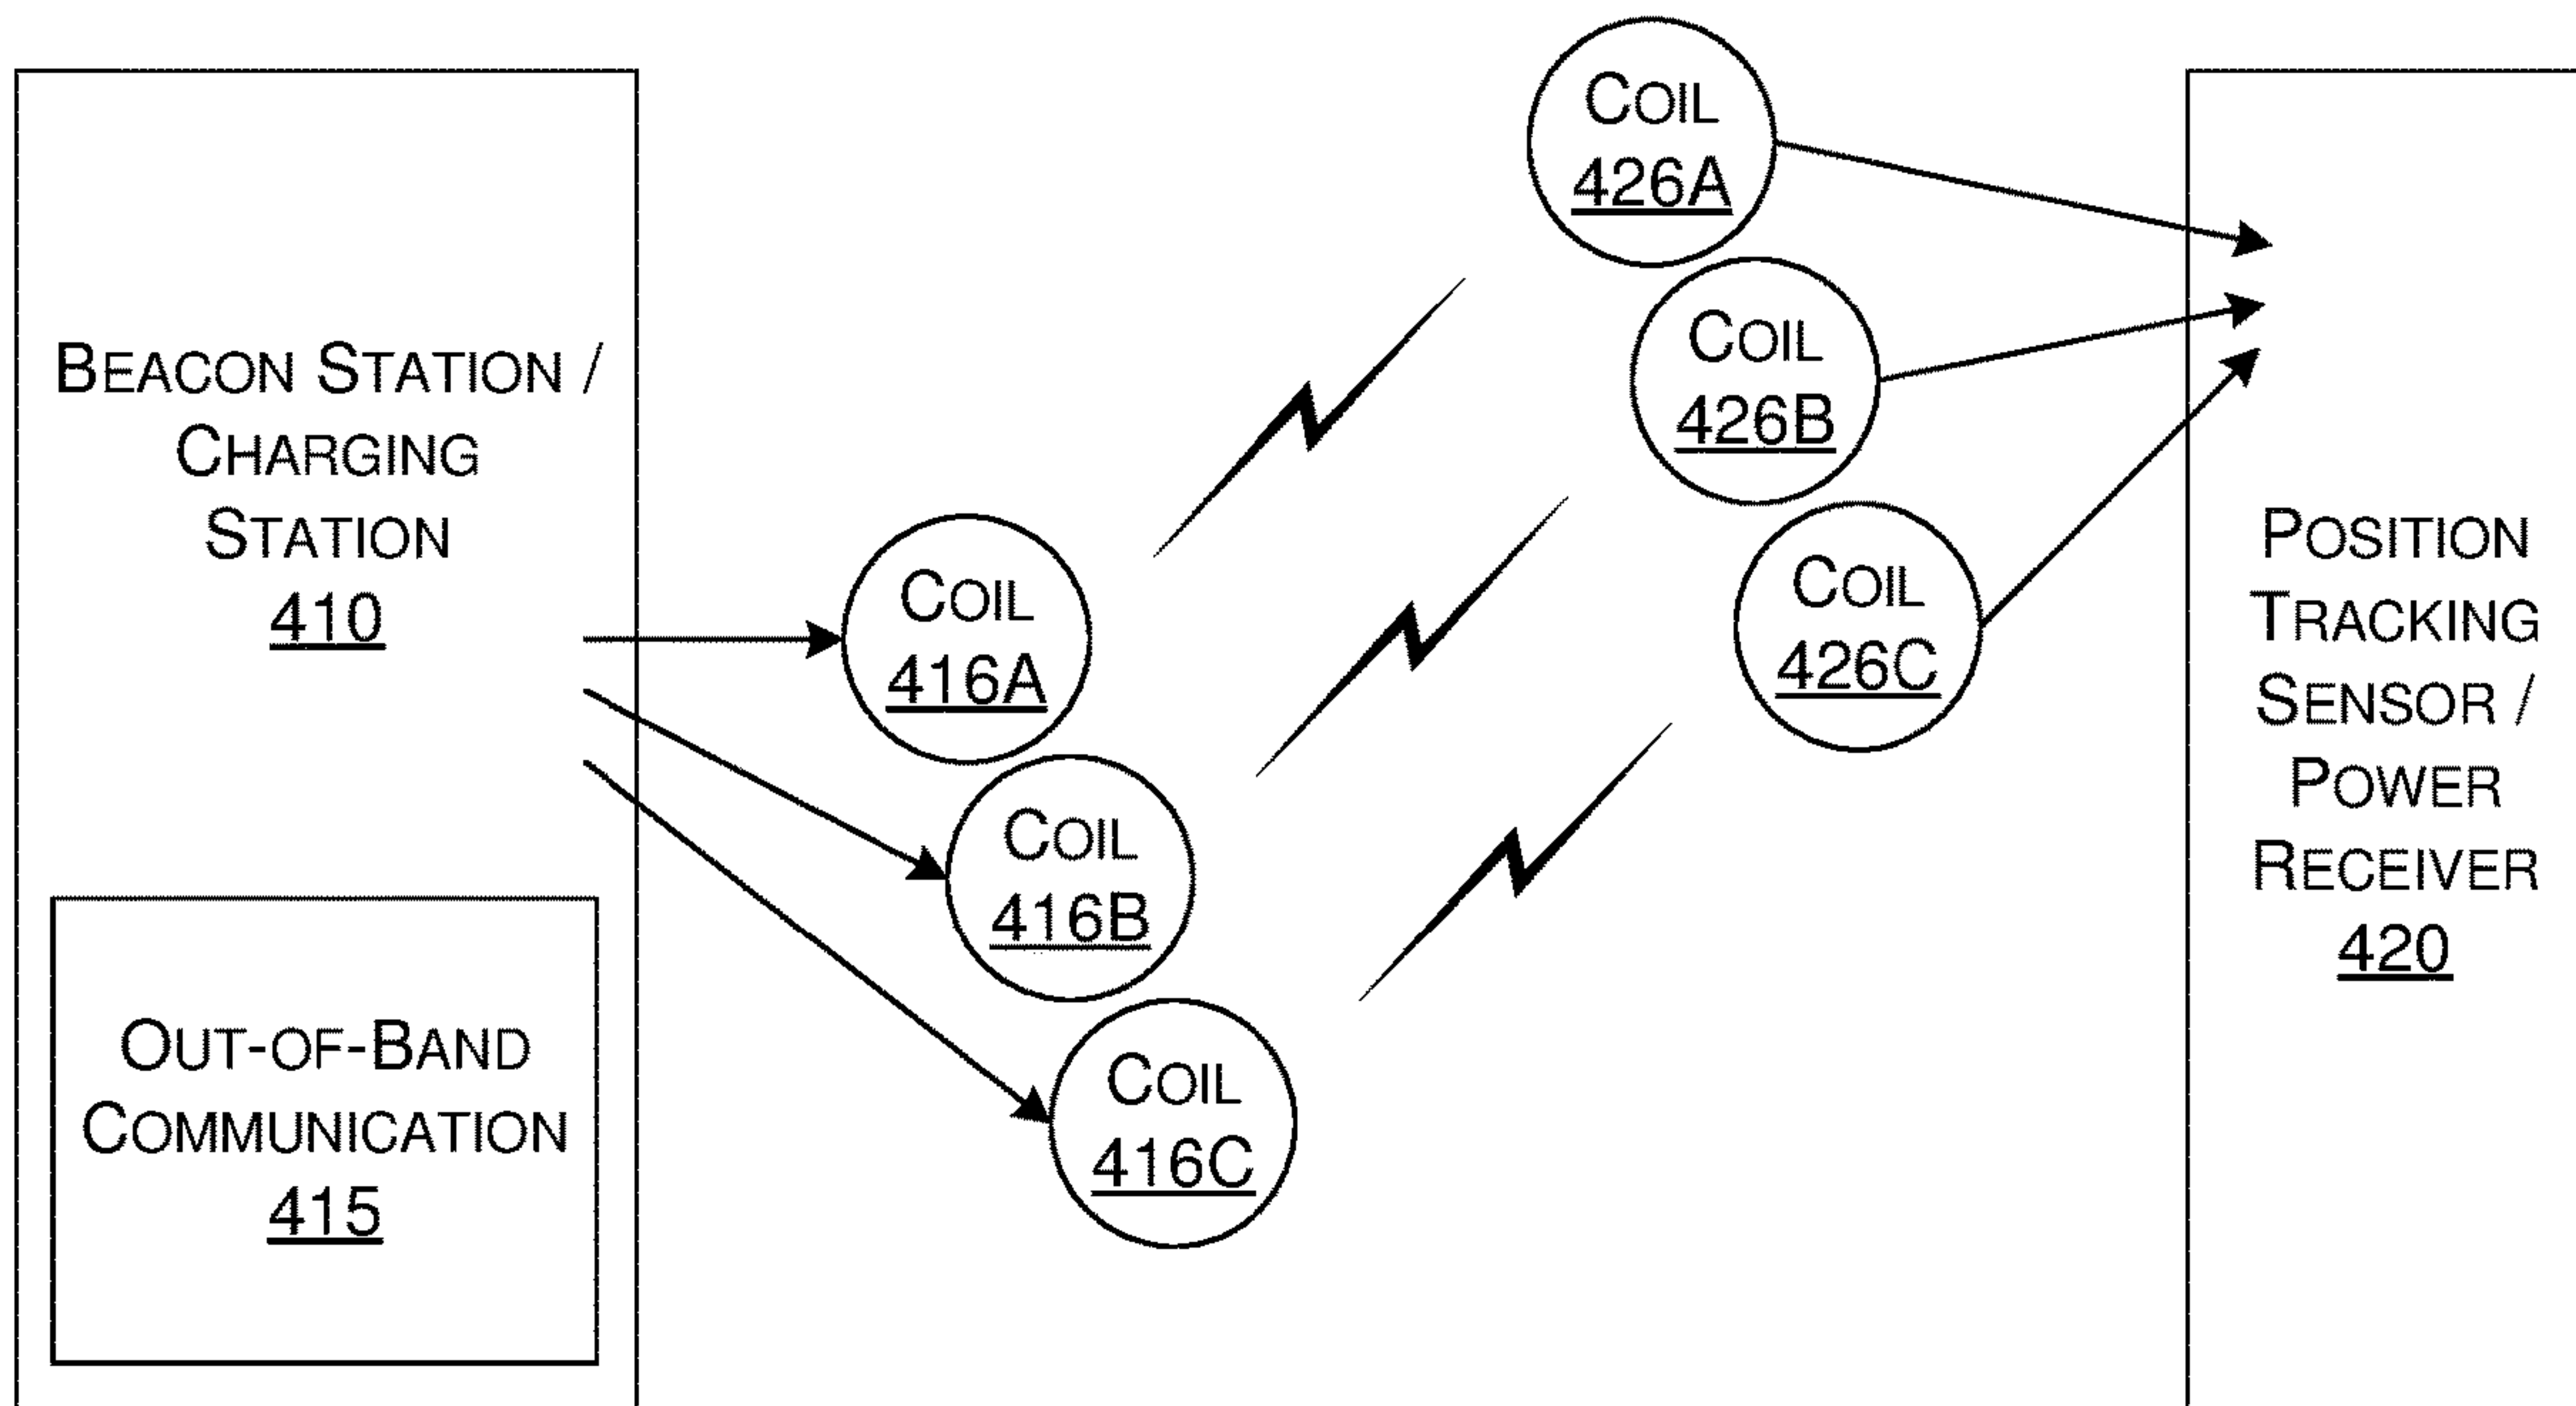 BEACON STATION /
CHARGING
STATION
410
OUT-OF-BAND
COMMUNICATION
415
COIL
416A
COIL
416B
COIL
416C
COIL
426A
COIL
426B
COIL
426C
POSITION
TRACKING
SENSOR /
POWER
RECEIVER
420